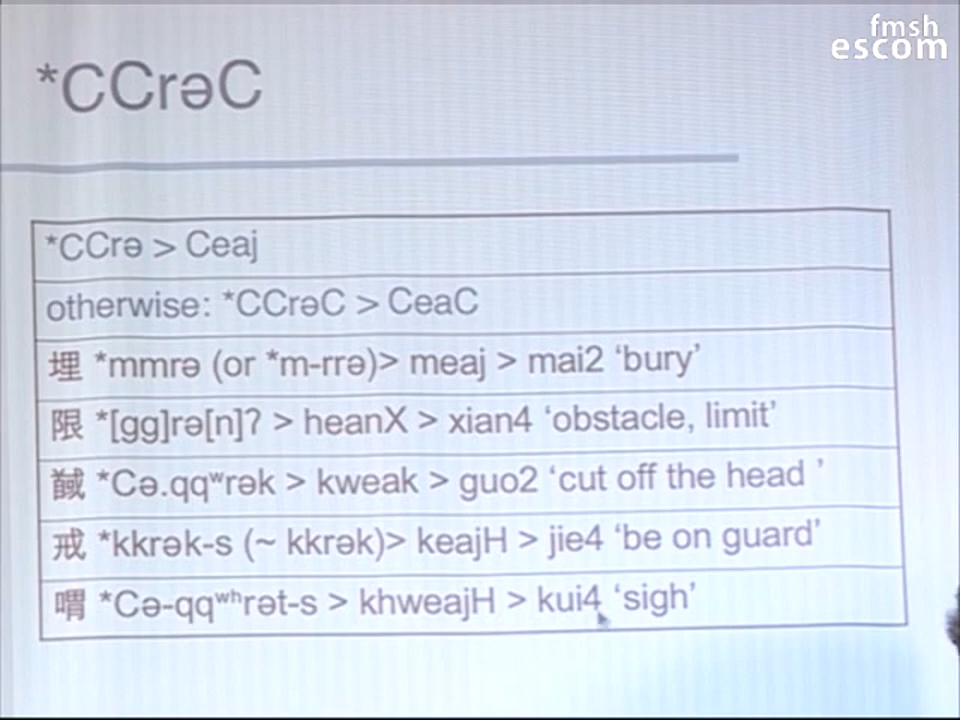 fmsh
escom
*CCrəC
*CCrə > Ceaj
otherwise: *CCrəC > CeaC
埋 *mmrə (or *m-rrə)> meaj > mai2 ‘bury’
限 *[gg]rə[n]? > heanX > xian4 ‘obstacle, limit’
馘 *Cə.qqʷrək > kweak > guo2 ‘cut off the head ’
戒 *kkrək-s (~ kkrək)> keajH > jie4 ‘be on guard’
喟 *Cə-qqʷʰrət-s > khweajH > kui4 ‘sigh’